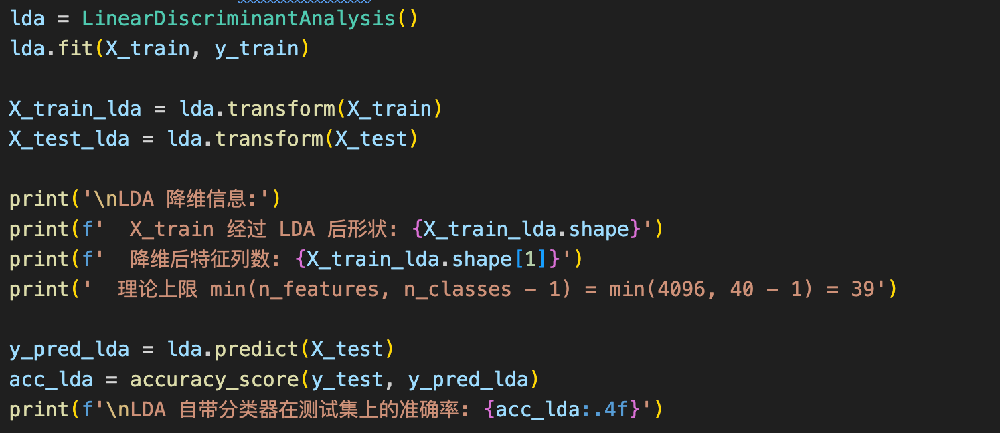 lda = LinearDiscriminantAnalysis()
lda.fit(X_train, y_train)
X_train_lda = lda.transform(X_train)
X_test_lda = lda.transform(X_test)
print('\nLDA 降维信息:')
print(f'  X_train 经过 LDA 后形状: {X_train_lda.shape}')
print(f'  降维后特征列数: {X_train_lda.shape[1]}')
print('  理论上限 min(n_features, n_classes - 1) = min(4096, 40 - 1) = 39')
y_pred_lda = lda.predict(X_test)
acc_lda = accuracy_score(y_test, y_pred_lda)
print(f'\nLDA 自带分类器在测试集上的准确率: {acc_lda:.4f}')